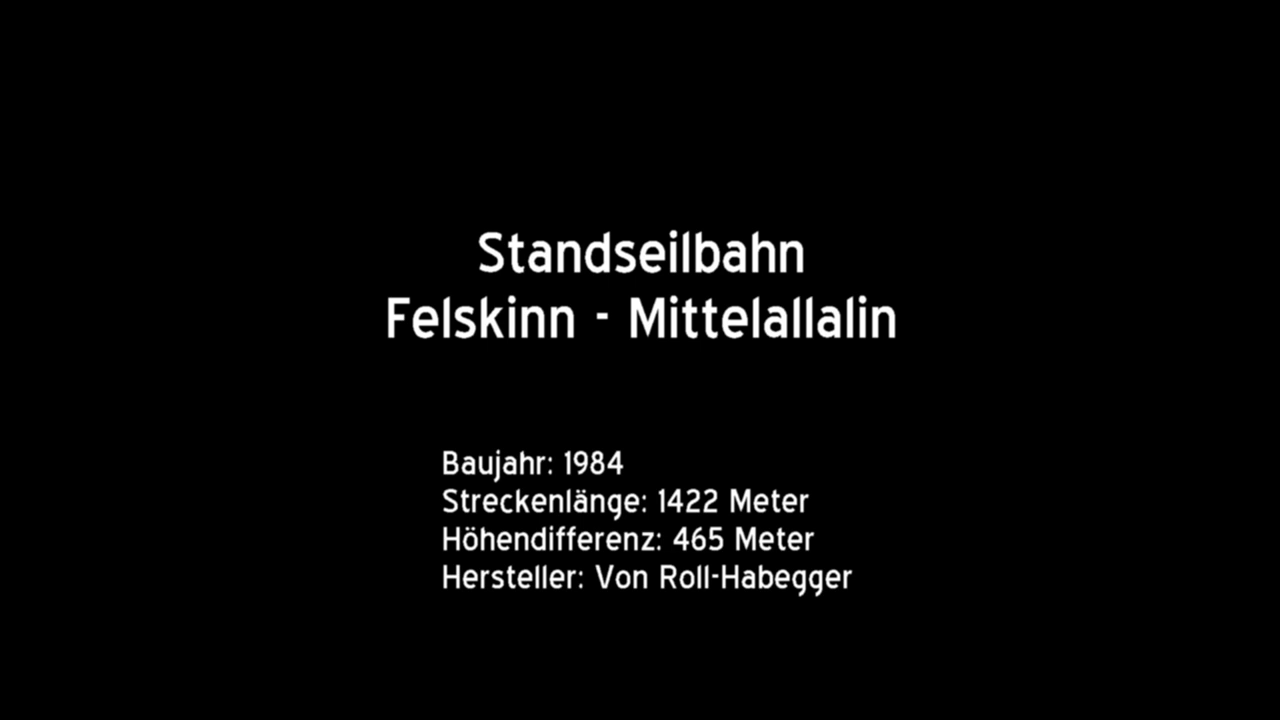 Standseilbahn
Felskinn - Mittelallalin
Baujahr: 1984
Streckenlänge: 1422 Meter
Höhendifferenz: 465 Meter
Hersteller: Von Roll-Habegger